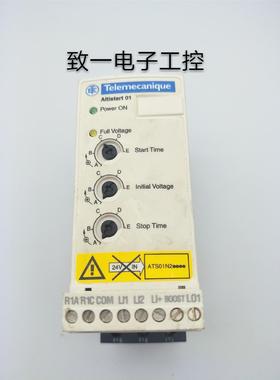 致一电子工控
Telemecanique
Altistart 01
Power ON
Full Voltage
C D
B E Start Time
A
C D
B E Initial Voltage
A
C D
B E Stop Time
A
24V IN ATS01N2●●●●
R1A R1C COM LI1 LI2 LI+ BOOST LO1